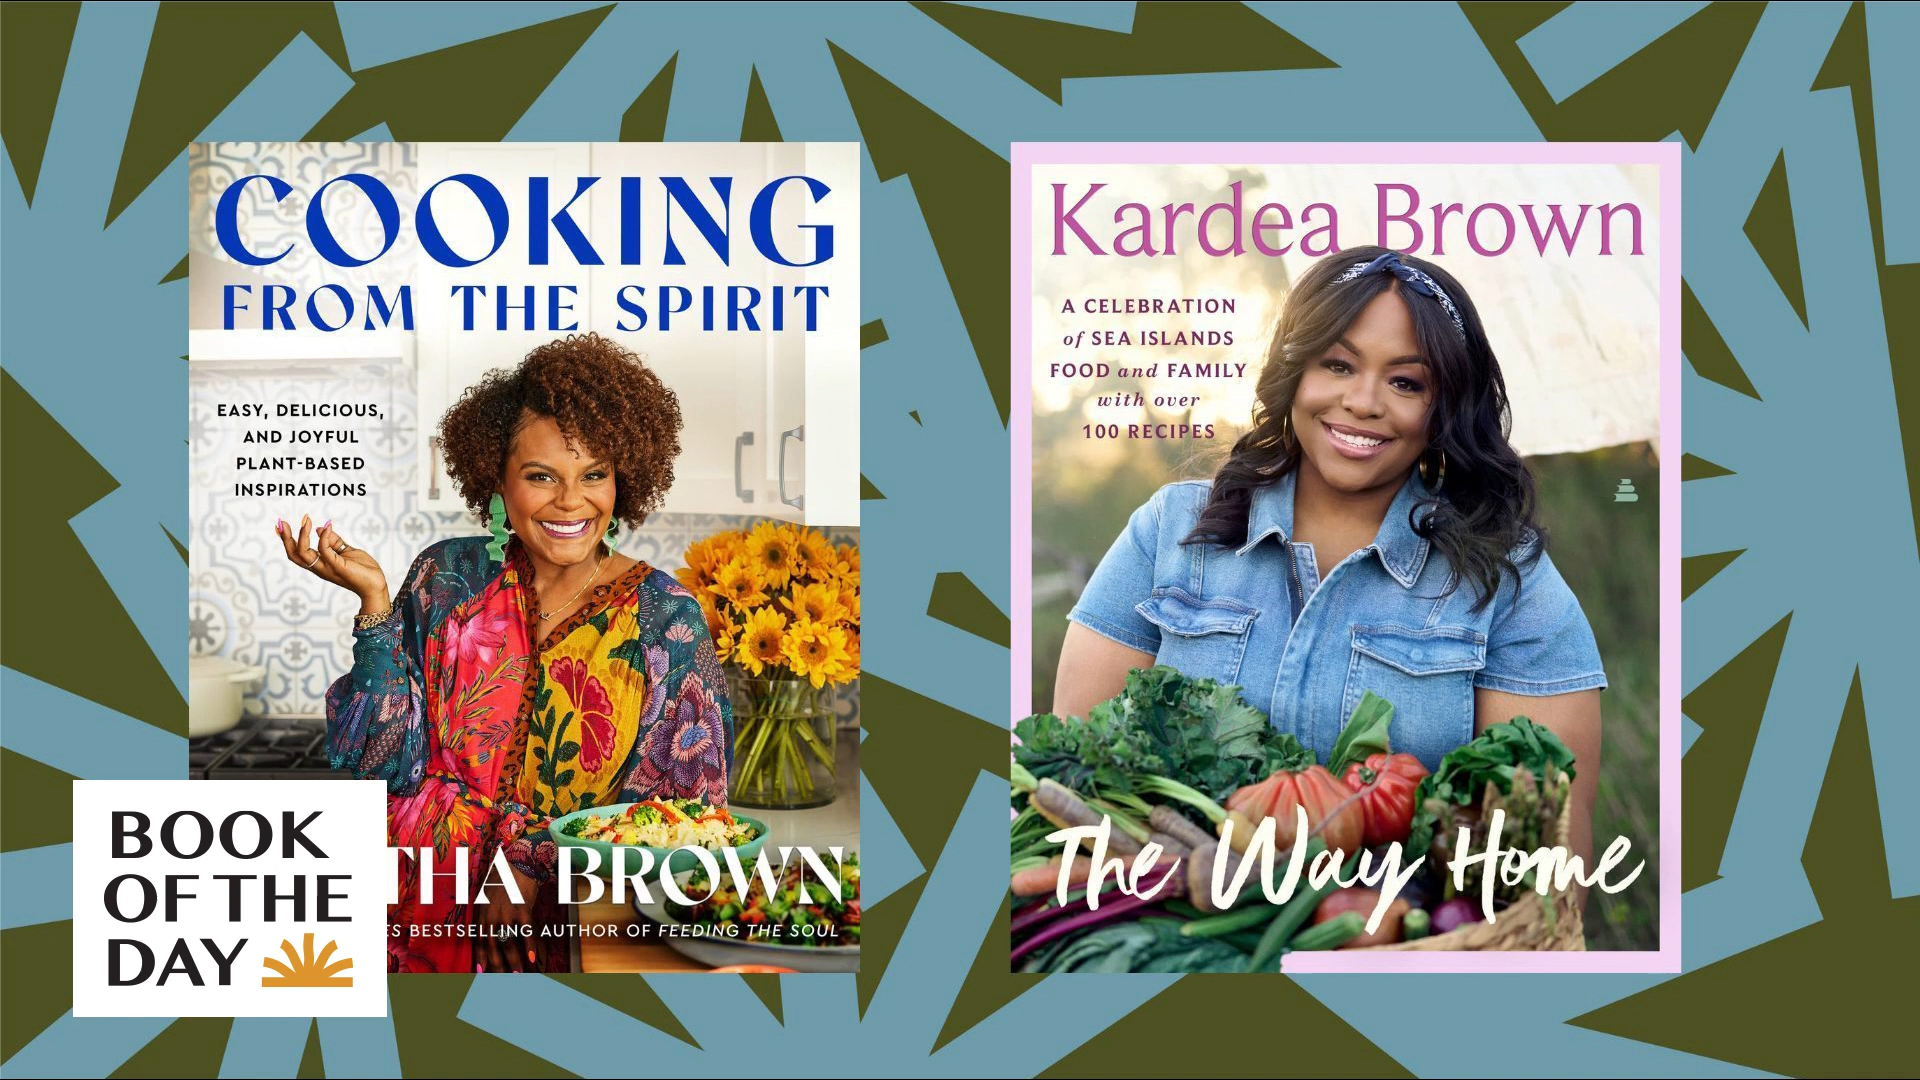 COOKING
FROM THE SPIRIT
EASY, DELICIOUS,
AND JOYFUL
PLANT-BASED
INSPIRATIONS
THA BROWN
ES BESTSELLING AUTHOR OF FEEDING THE SOUL
BOOK
OF THE
DAY
Kardea Brown
A CELEBRATION
of SEA ISLANDS
FOOD and FAMILY
with over
100 RECIPES
The Way Home